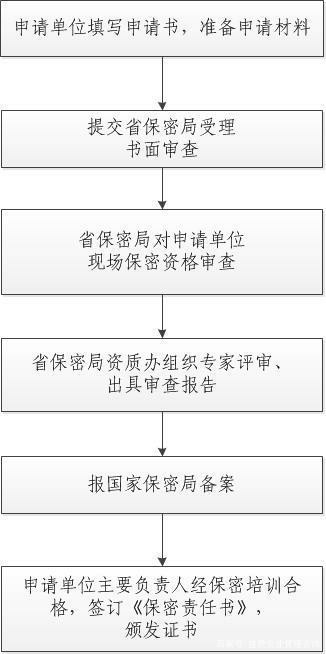 申请单位填写申请书，准备申请材料
提交省保密局受理
书面审查
省保密局对申请单位
现场保密资格审查
省保密局资质办组织专家评审、
出具审查报告
报国家保密局备案
申请单位主要负责人经保密培训合
格，签订《保密责任书》，
颁发证书